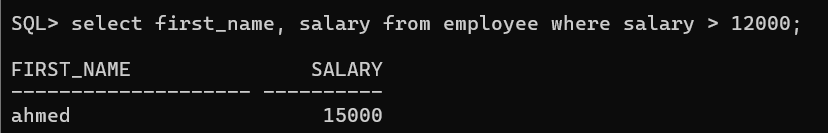 SQL> select first_name, salary from employee where salary > 12000;
FIRST_NAME               SALARY
-------------------- ----------
ahmed                     15000